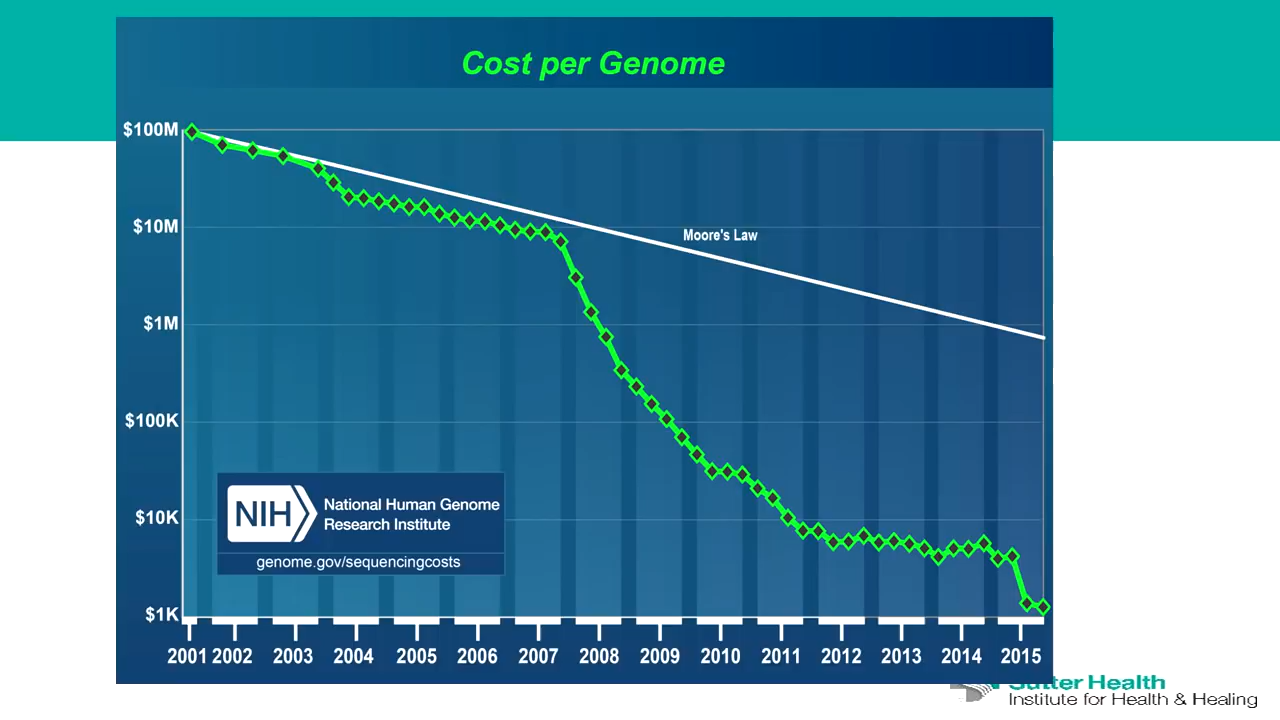 Cost per Genome
$100M
$10M
$1M
$100K
$10K
$1K
Moore's Law
NIH
National Human Genome
Research Institute
genome.gov/sequencingcosts
2001 2002 2003 2004 2005 2006 2007 2008 2009 2010 2011 2012 2013 2014 2015
Sutter Health
Institute for Health & Healing